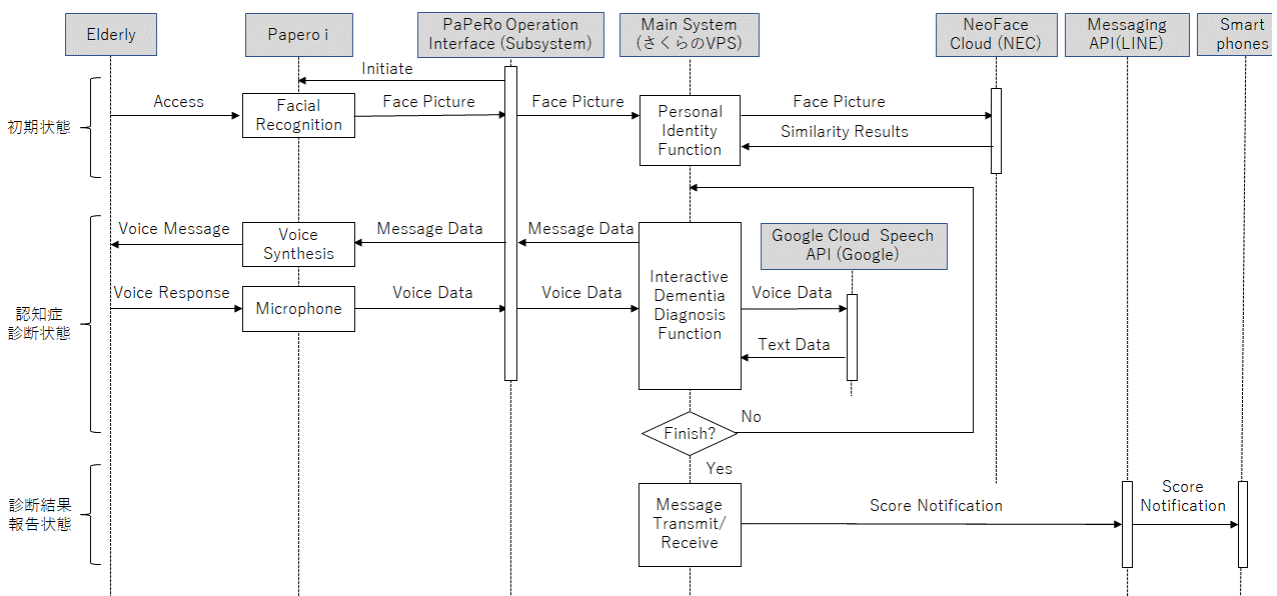 Elderly
Papero i
PaPeRo Operation
Interface (Subsystem)
Main System
(さくらのVPS)
NeoFace
Cloud (NEC)
Messaging
API(LINE)
Smart
phones
初期状態
Initiate
Access
Facial
Recognition
Face Picture
Face Picture
Personal
Identity
Function
Face Picture
Similarity Results
認知症
診断状態
Voice Message
Voice
Synthesis
Message Data
Message Data
Google Cloud Speech
API (Google)
Voice Response
Microphone
Voice Data
Voice Data
Interactive
Dementia
Diagnosis
Function
Voice Data
Text Data
Finish?
No
Yes
診断結果
報告状態
Message
Transmit/
Receive
Score Notification
Score
Notification